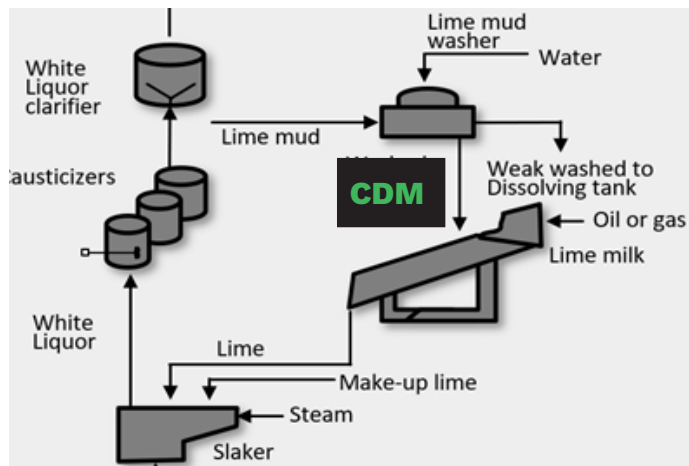 Lime mud
washer
Water
White
Liquor
clarifier
Lime mud
Causticizers
Weak washed to
Dissolving tank
CDM
Oil or gas
Lime milk
White
Liquor
Lime
Make-up lime
Steam
Slaker